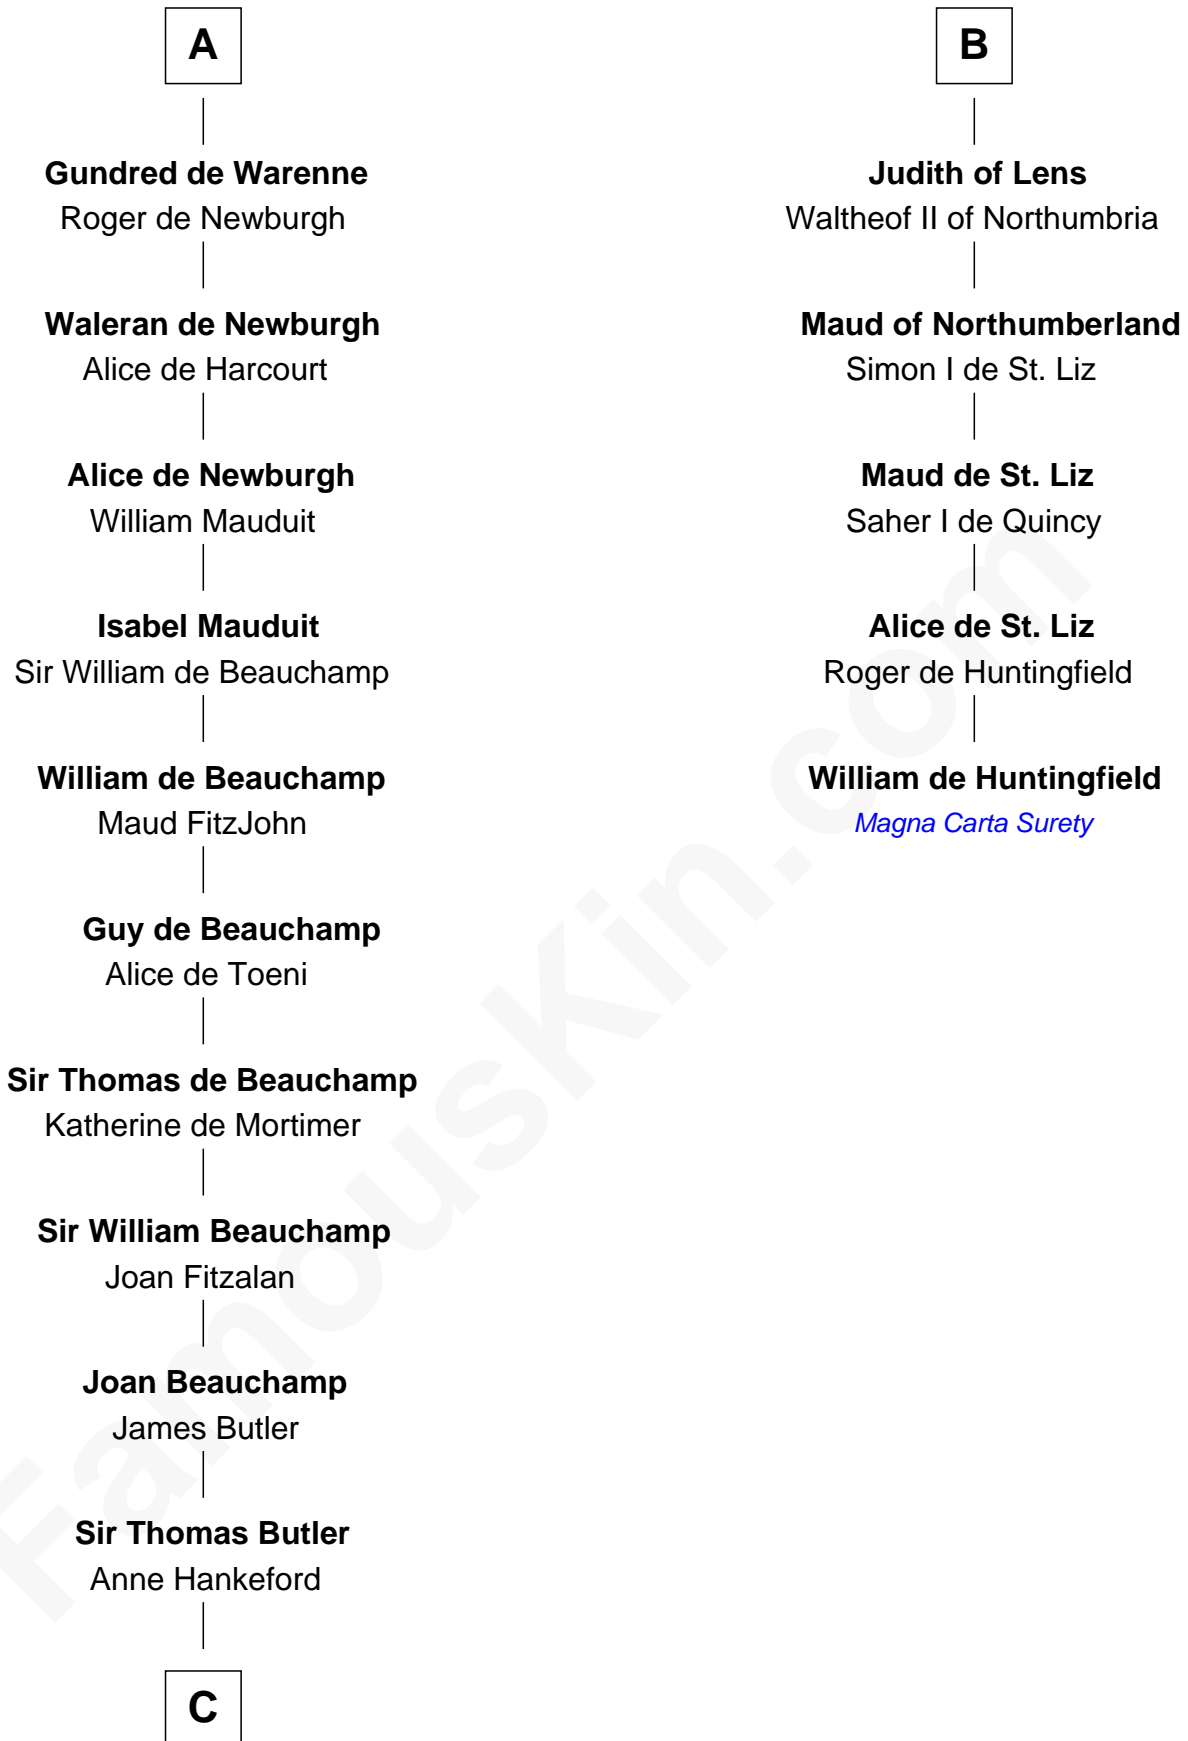 A
Gundred de Warenne
Roger de Newburgh
Waleran de Newburgh
Alice de Harcourt
Alice de Newburgh
William Mauduit
Isabel Mauduit
Sir William de Beauchamp
William de Beauchamp
Maud FitzJohn
Guy de Beauchamp
Alice de Toeni
Sir Thomas de Beauchamp
Katherine de Mortimer
Sir William Beauchamp
Joan Fitzalan
Joan Beauchamp
James Butler
Sir Thomas Butler
Anne Hankeford
C
B
Judith of Lens
Waltheof II of Northumbria
Maud of Northumberland
Simon I de St. Liz
Maud de St. Liz
Saher I de Quincy
Alice de St. Liz
Roger de Huntingfield
William de Huntingfield
Magna Carta Surety
FamousKin.com